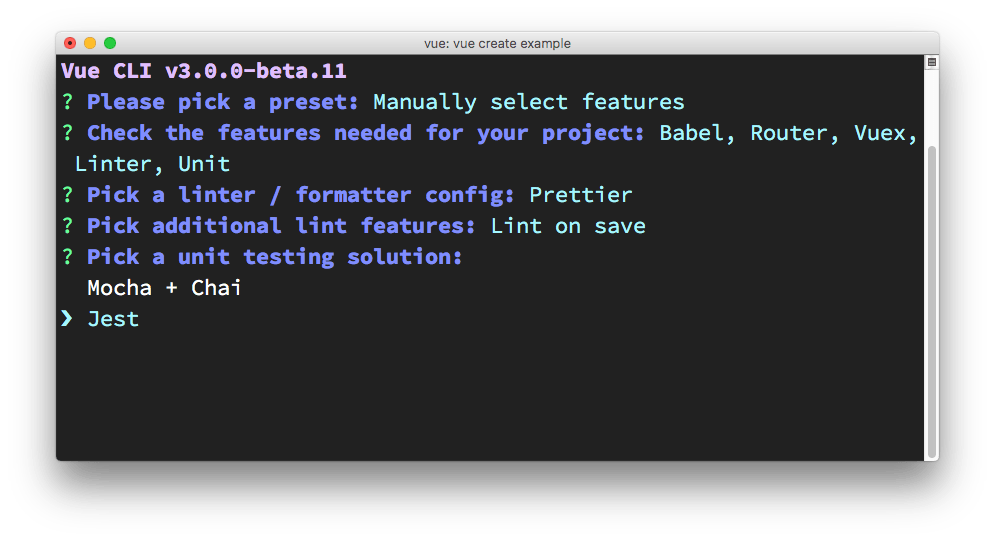 vue: vue create example
Vue CLI v3.0.0-beta.11
? Please pick a preset: Manually select features
? Check the features needed for your project: Babel, Router, Vuex,
Linter, Unit
? Pick a linter / formatter config: Prettier
? Pick additional lint features: Lint on save
? Pick a unit testing solution:
Mocha + Chai
❯ Jest